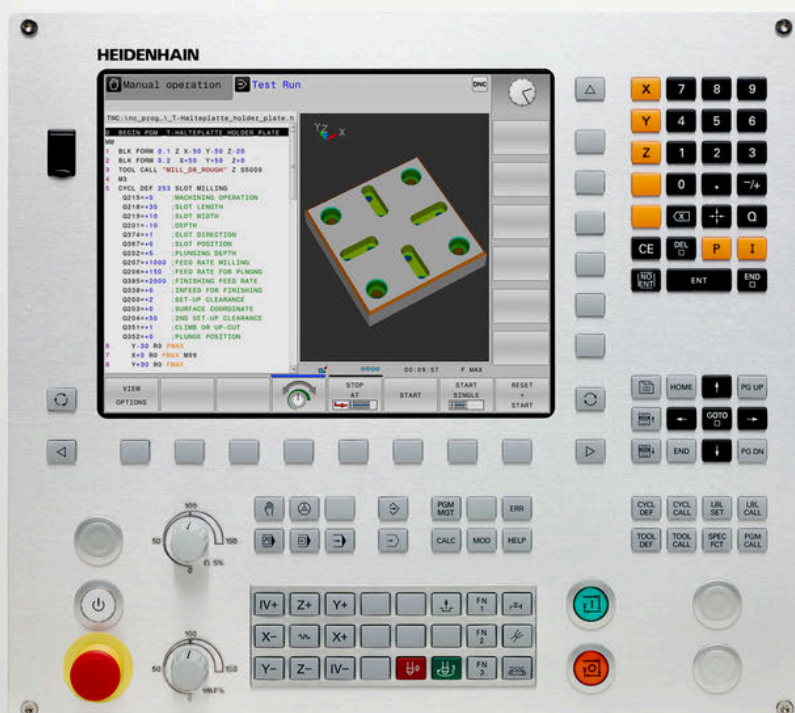 HEIDENHAIN
Manual operation
Test Run
DNC
TNC:\nc_prog\_T-Halteplatte_holder_plate.h
0 BEGIN PGM T-HALTEPLATTE_HOLDER_PLATE
MM
1 BLK FORM 0.1 Z X-50 Y-50 Z-20
2 BLK FORM 0.2 X+50 Y+50 Z+0
3 TOOL CALL "MILL_D8_ROUGH" Z S5000
4 M3
5 CYCL DEF 253 SLOT MILLING
Q215=+0 ;MACHINING OPERATION
Q218=+30 ;SLOT LENGTH
Q219=+10 ;SLOT WIDTH
Q201=-10 ;DEPTH
Q374=+1 ;SLOT DIRECTION
Q367=+0 ;SLOT POSITION
Q202=+5 ;PLUNGING DEPTH
Q207=+1000 ;FEED RATE MILLING
Q206=+150 ;FEED RATE FOR PLNGNG
Q385=+2000 ;FINISHING FEED RATE
Q338=+0 ;INFEED FOR FINISHING
Q200=+2 ;SET-UP CLEARANCE
Q203=+0 ;SURFACE COORDINATE
Q204=+50 ;2ND SET-UP CLEARANCE
Q351=+1 ;CLIMB OR UP-CUT
Q352=+0 ;PLUNGE POSITION
6 Y-30 R0 FMAX
7 X+0 R0 FMAX M99
8 Y+30 R0 FMAX
Y Z X
00:09:57 F MAX
VIEW OPTIONS
STOP AT
START
START SINGLE
RESET + START
X 7 8 9
Y 4 5 6
Z 1 2 3
0 . -/+
X Q
CE DEL P I
NO ENT ENT END
HOME PG UP
GOTO
END PG DN
PGM MGT ERR
CALC MOD HELP
CYCL DEF CYCL CALL LBL SET LBL CALL
TOOL DEF TOOL CALL SPEC FCT PGM CALL
100
50 150
0 S %
100
50 150
0 WW F %
IV+ Z+ Y+ FN 1
X- X+ FN 2
Y- Z- IV- FN 3